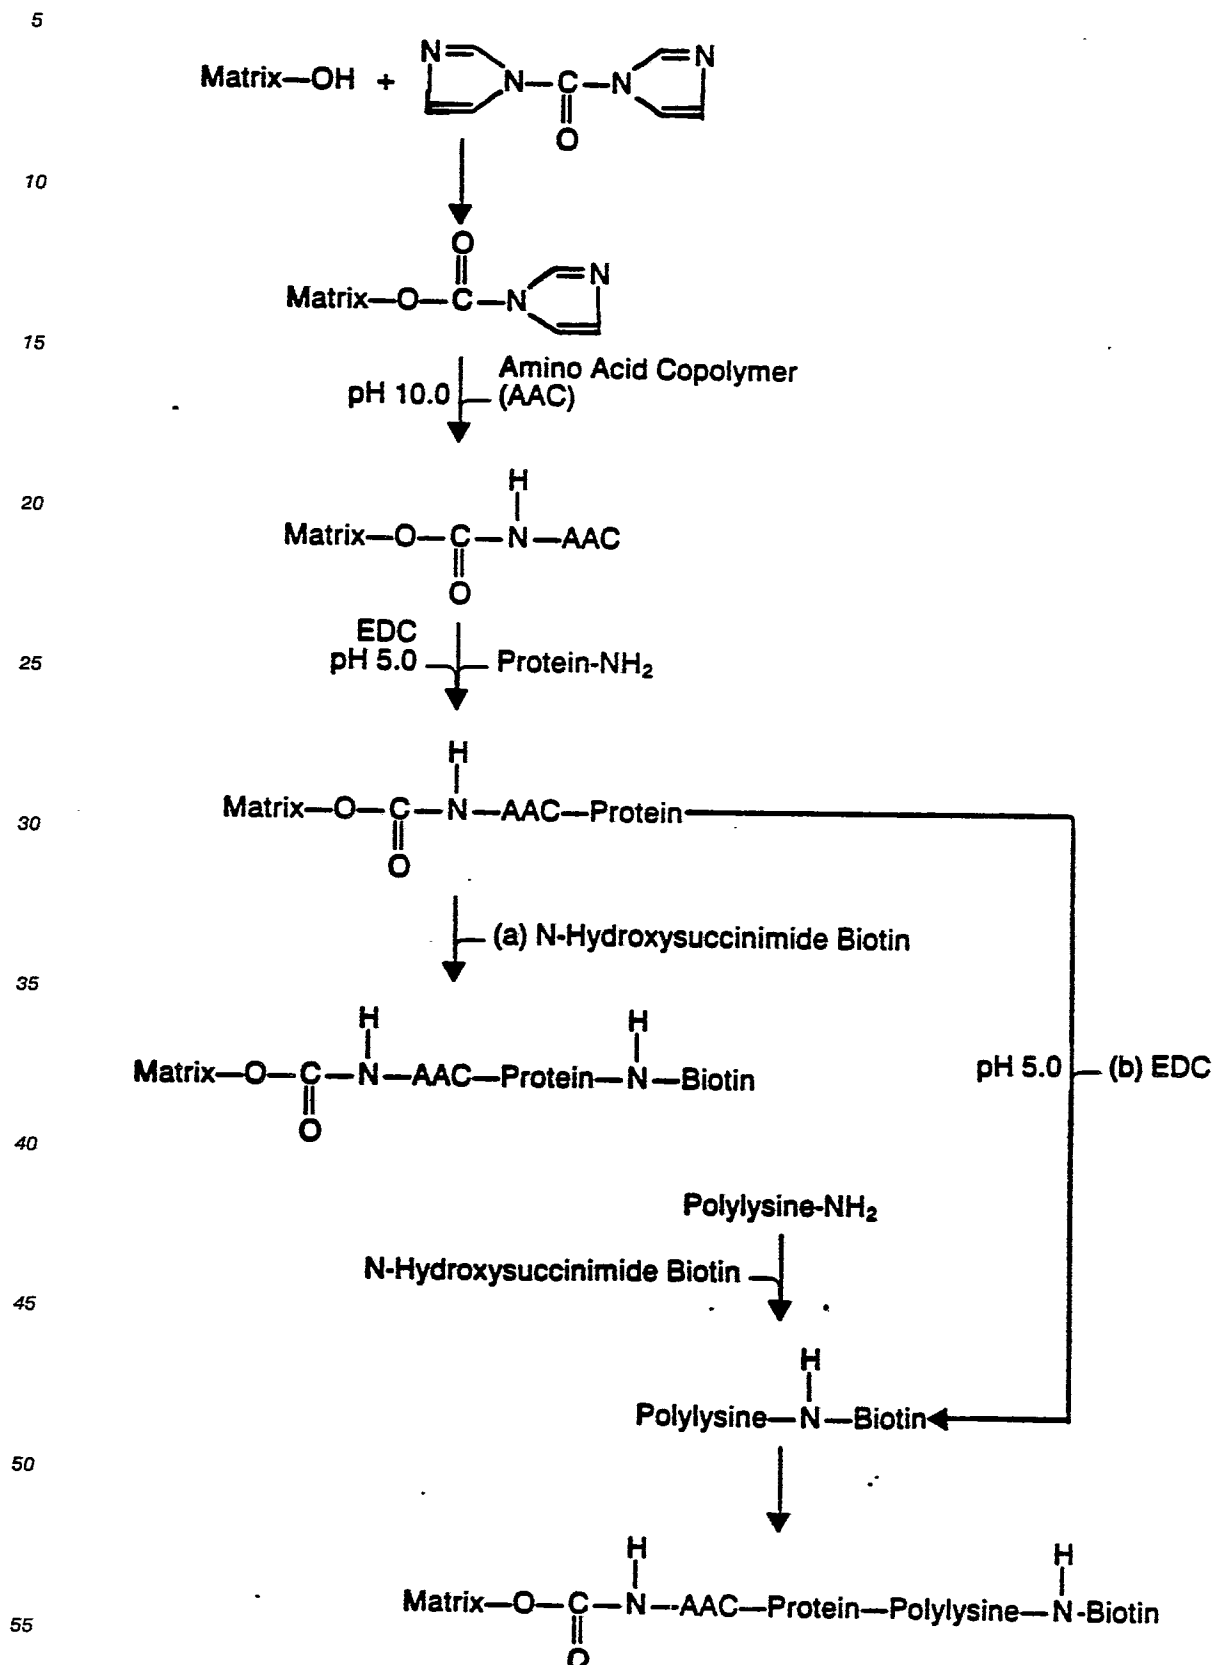 5
Matrix—OH + N N—C—N N
O
10
O
Matrix—O—C—N N
15
Amino Acid Copolymer
pH 10.0 (AAC)
H
20
Matrix—O—C—N—AAC
O
EDC
25
pH 5.0 Protein-NH₂
H
30
Matrix—O—C—N—AAC—Protein
O
(a) N-Hydroxysuccinimide Biotin
35
H H
Matrix—O—C—N—AAC—Protein—N—Biotin
pH 5.0 (b) EDC
O
40
Polylysine-NH₂
N-Hydroxysuccinimide Biotin
45
H
Polylysine—N—Biotin
50
H H
Matrix—O—C—N—AAC—Protein—Polylysine—N-Biotin
55
O